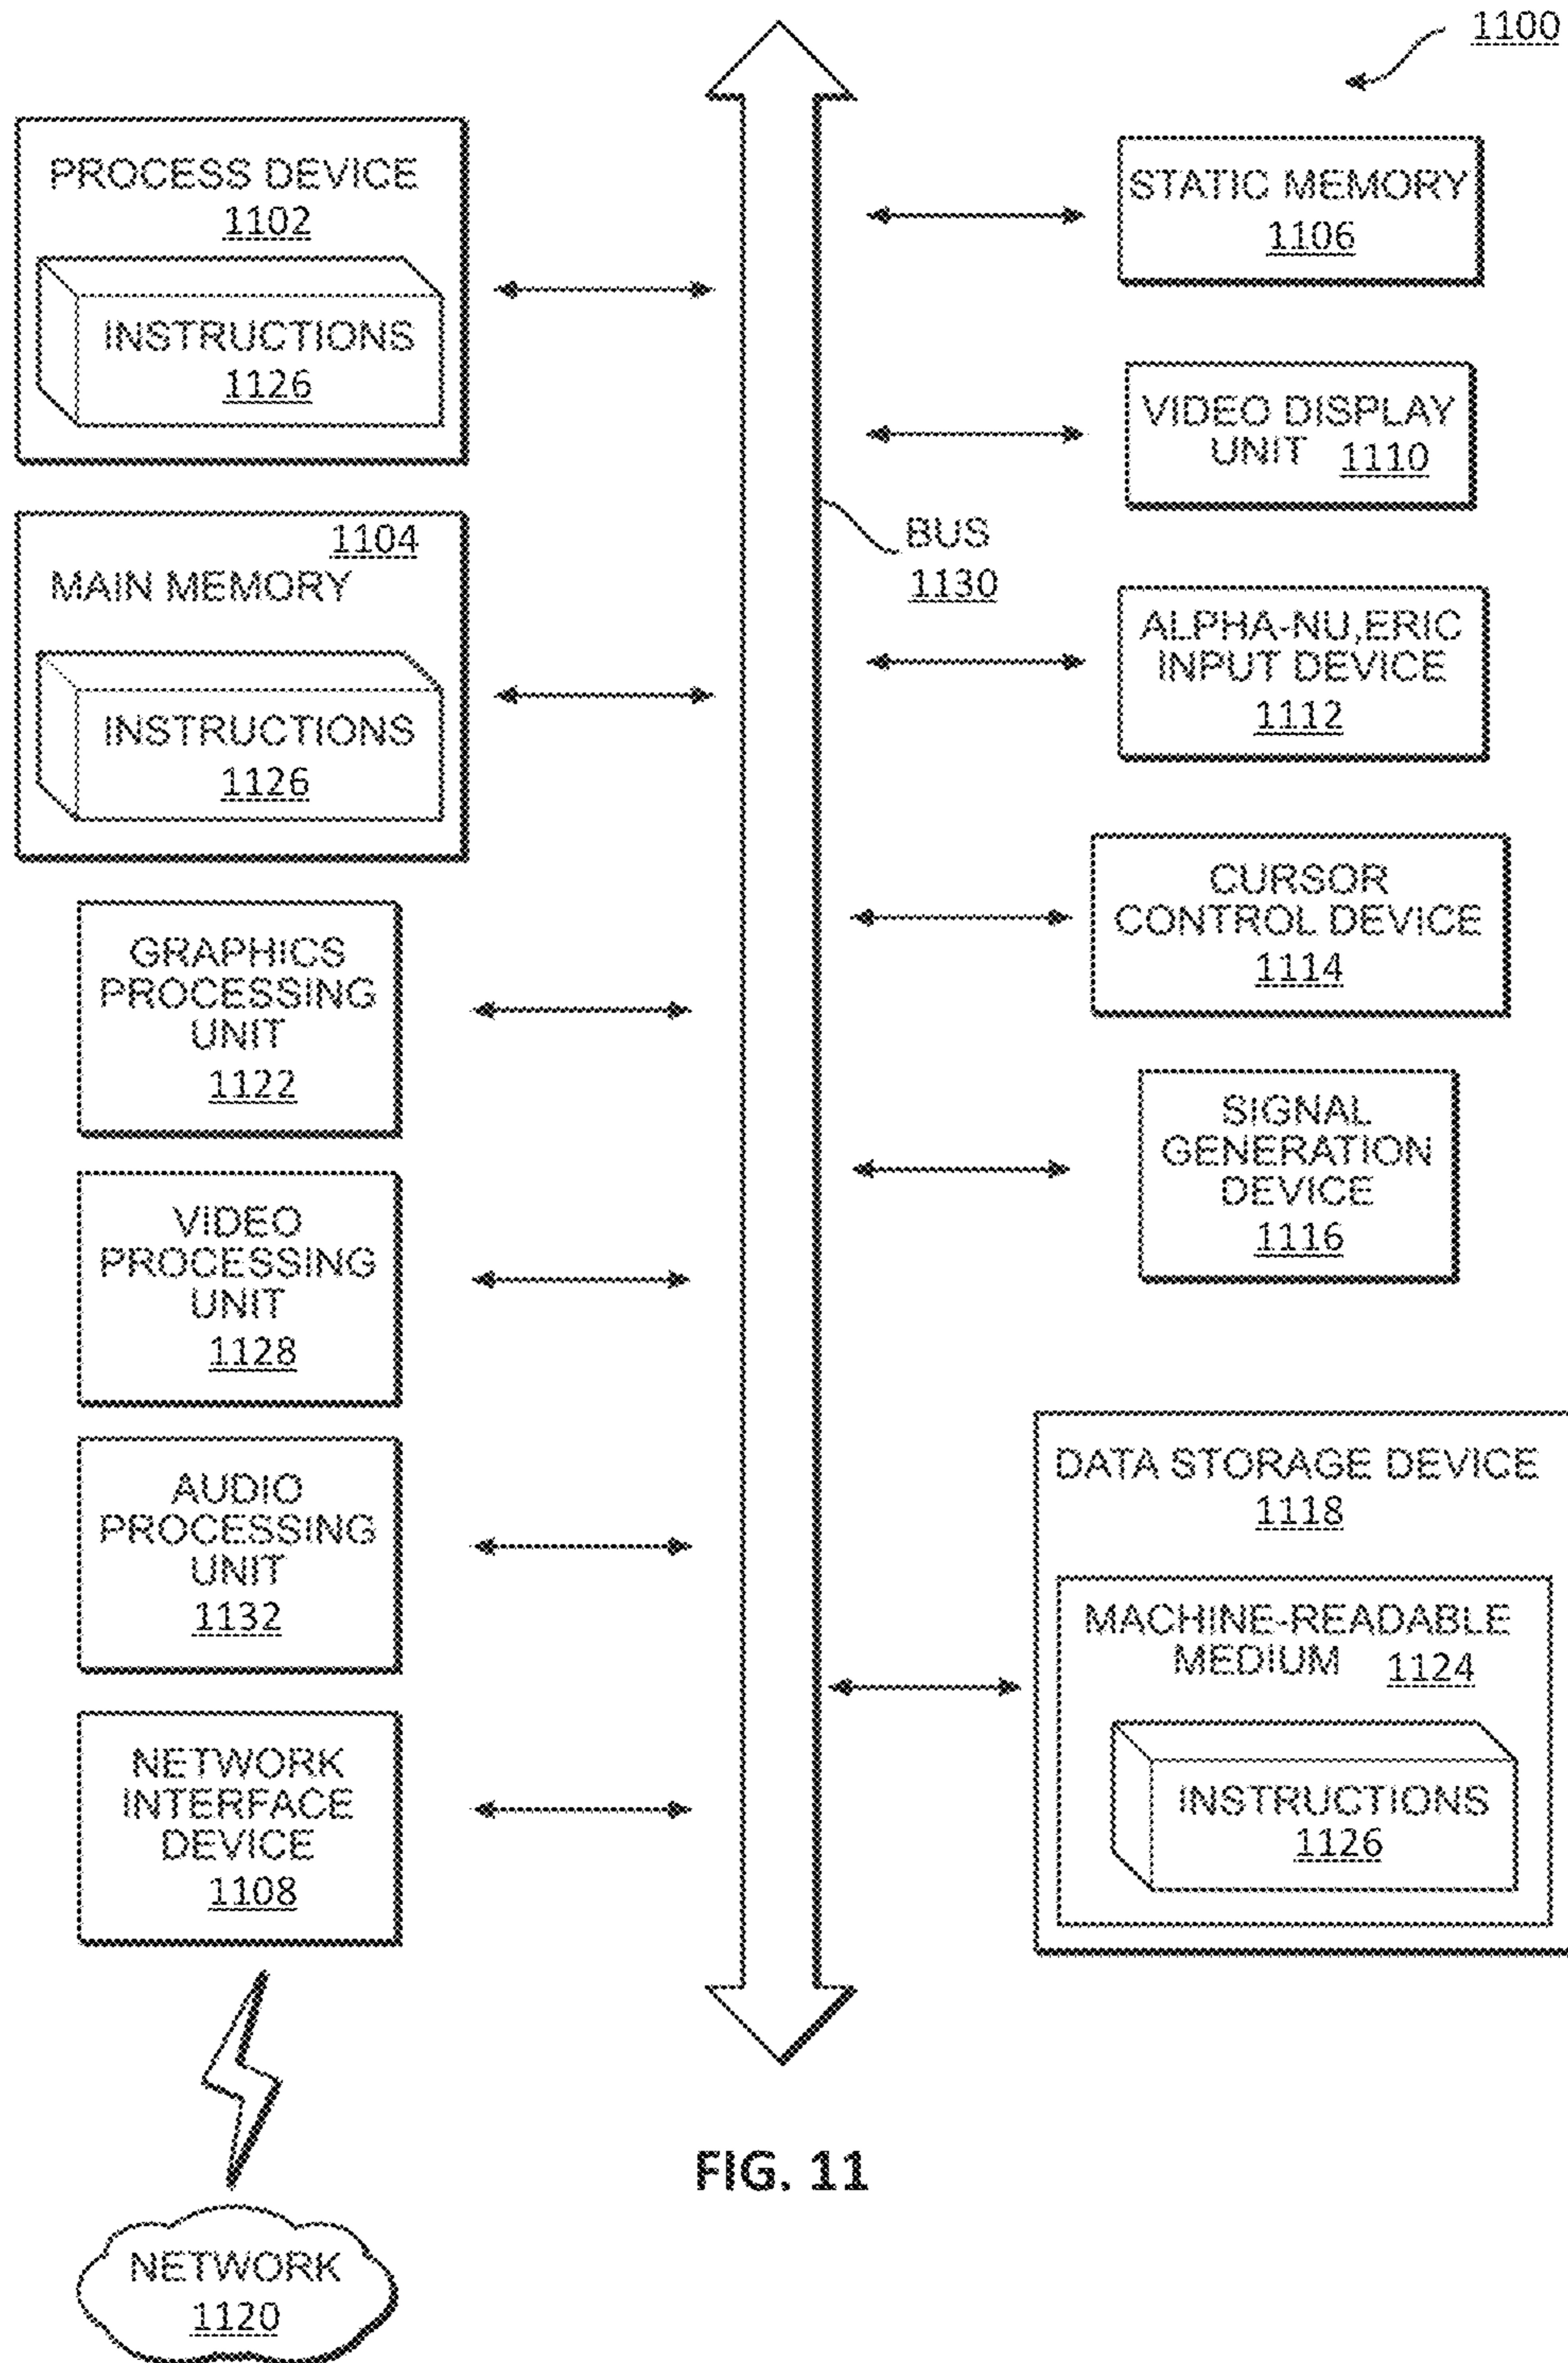 1100
PROCESS DEVICE
1102
INSTRUCTIONS
1126
MAIN MEMORY
1104
INSTRUCTIONS
1126
GRAPHICS
PROCESSING
UNIT
1122
VIDEO
PROCESSING
UNIT
1128
AUDIO
PROCESSING
UNIT
1132
NETWORK
INTERFACE
DEVICE
1108
NETWORK
1120
BUS
1130
STATIC MEMORY
1106
VIDEO DISPLAY
UNIT 1110
ALPHA-NU,ERIC
INPUT DEVICE
1112
CURSOR
CONTROL DEVICE
1114
SIGNAL
GENERATION
DEVICE
1116
DATA STORAGE DEVICE
1118
MACHINE-READABLE
MEDIUM 1124
INSTRUCTIONS
1126
FIG. 11